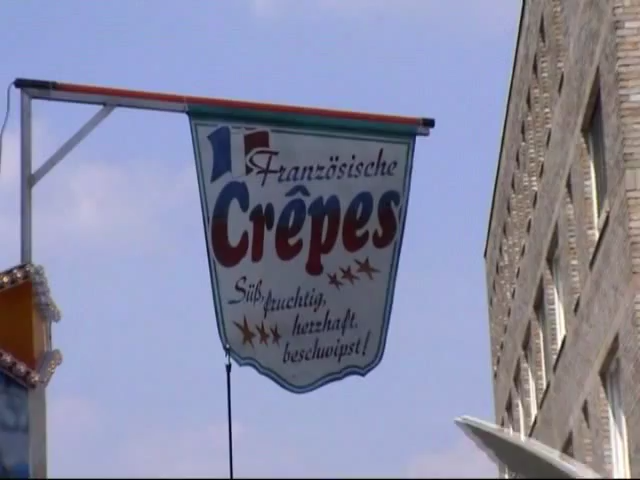 Französische
Crêpes
Süß, fruchtig,
herzhaft,
beschwipst!